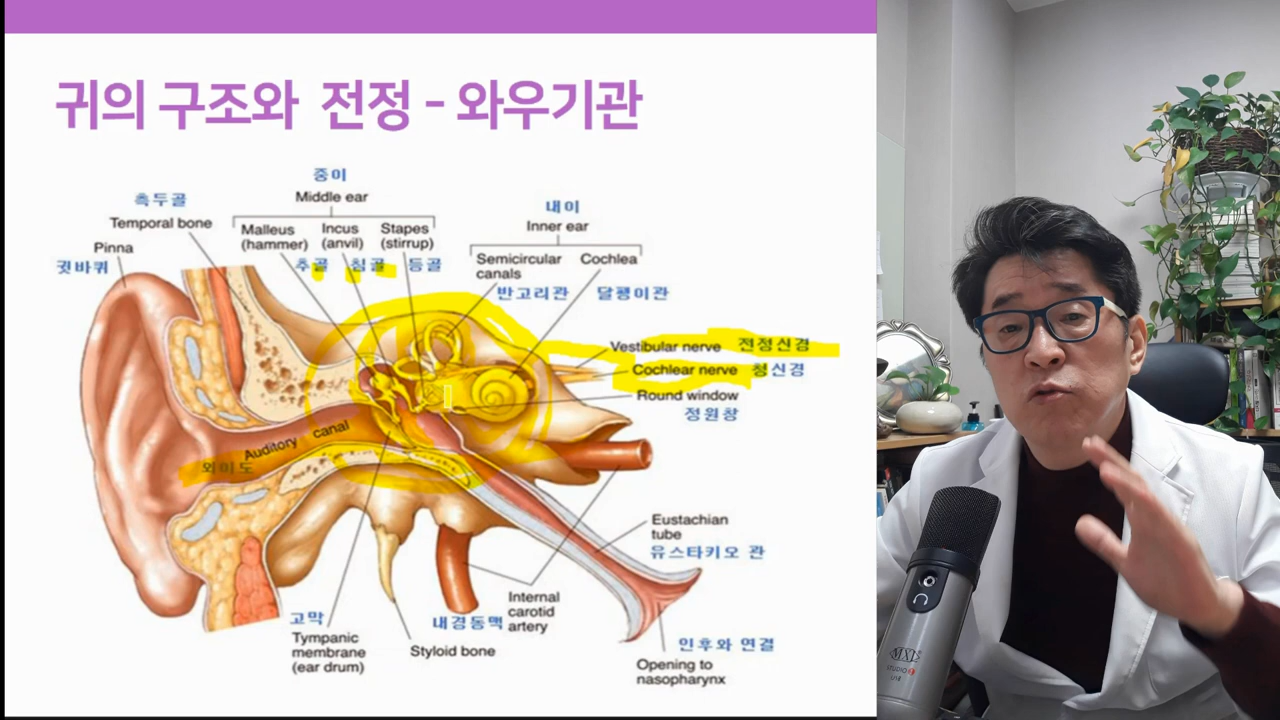 귀의 구조와 전정 - 와우기관
중이
Middle ear
측두골
Temporal bone
Malleus
(hammer)
추골
Incus
(anvil)
침골
Stapes
(stirrup)
등골
내이
Inner ear
Semicircular
canals
반고리관
Cochlea
달팽이관
Pinna
귓바퀴
Vestibular nerve 전정신경
Cochlear nerve 청신경
Round window
정원창
Auditory canal
외이도
Eustachian
tube
유스타키오 관
고막
Tympanic
membrane
(ear drum)
내경동맥
Internal
carotid
artery
Styloid bone
인후와 연결
Opening to
nasopharynx
MXL
STUDIO 1
USB